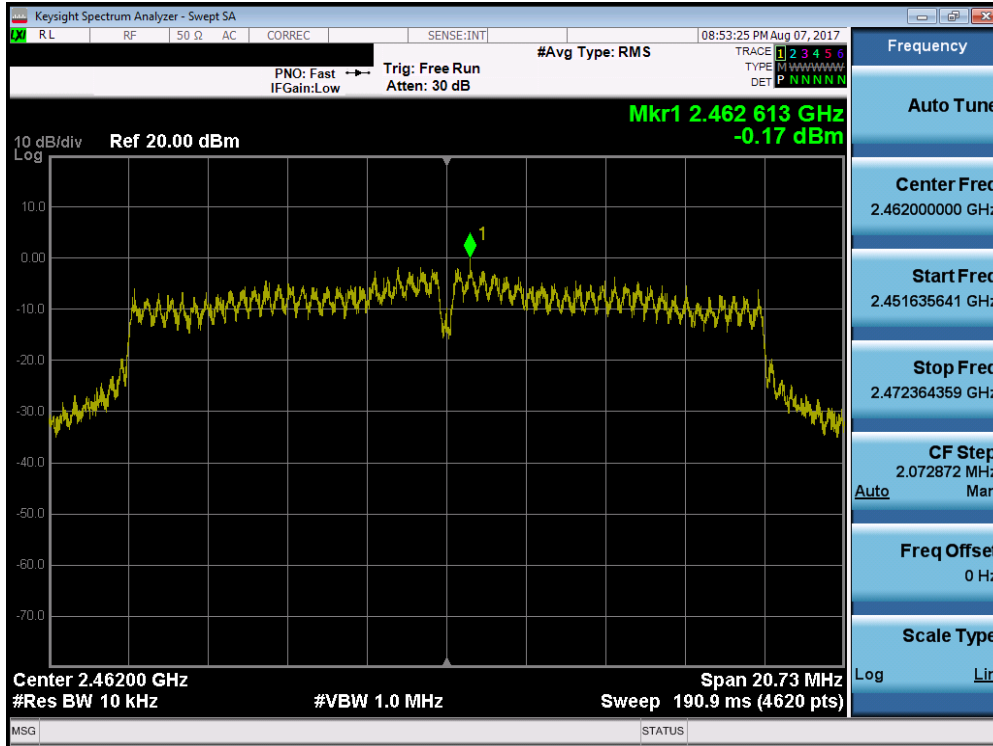 Keysight Spectrum Analyzer - Swept SA
LXI RL RF 50 Ω AC CORREC SENSE:INT 08:53:25 PM Aug 07, 2017
#Avg Type: RMS TRACE 1 2 3 4 5 6
PNO: Fast Trig: Free Run TYPE M WWWWW
IFGain:Low Atten: 30 dB DET P N N N N N
Mkr1 2.462 613 GHz
-0.17 dBm
10 dB/div Ref 20.00 dBm
Log
1
10.0
0.00
-10.0
-20.0
-30.0
-40.0
-50.0
-60.0
-70.0
Center 2.46200 GHz Span 20.73 MHz
#Res BW 10 kHz #VBW 1.0 MHz Sweep 190.9 ms (4620 pts)
MSG STATUS
Frequency
Auto Tune
Center Freq
2.462000000 GHz
Start Freq
2.451635641 GHz
Stop Freq
2.472364359 GHz
CF Step
2.072872 MHz
Auto Man
Freq Offset
0 Hz
Scale Type
Log Lin